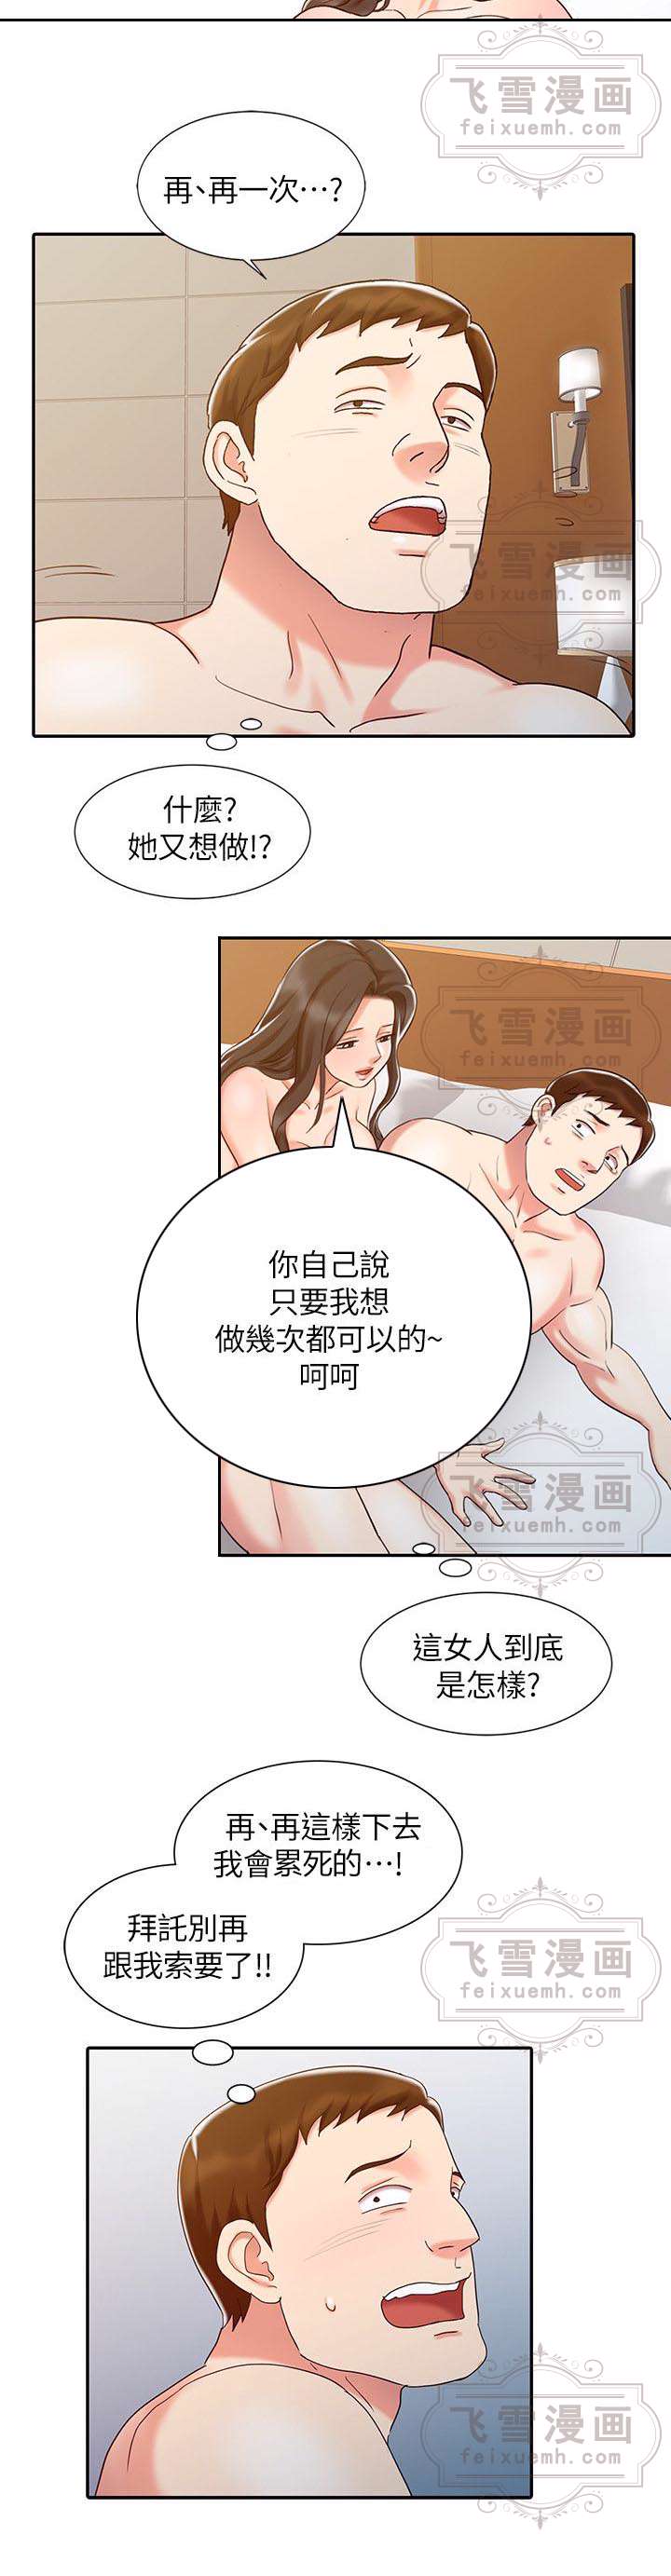 飞雪漫画
feixuemh.com
再、再一次…?
飞雪漫画
feixuemh.com
什麼?
她又想做!?
飞雪漫画
feixuemh.com
你自己說
只要我想
做幾次都可以的~
呵呵
飞雪漫画
feixuemh.com
這女人到底
是怎樣?
再、再這樣下去
我會累死的…!
拜託別再
跟我索要了!!
飞雪漫画
feixuemh.com
飞雪漫画
feixuemh.com